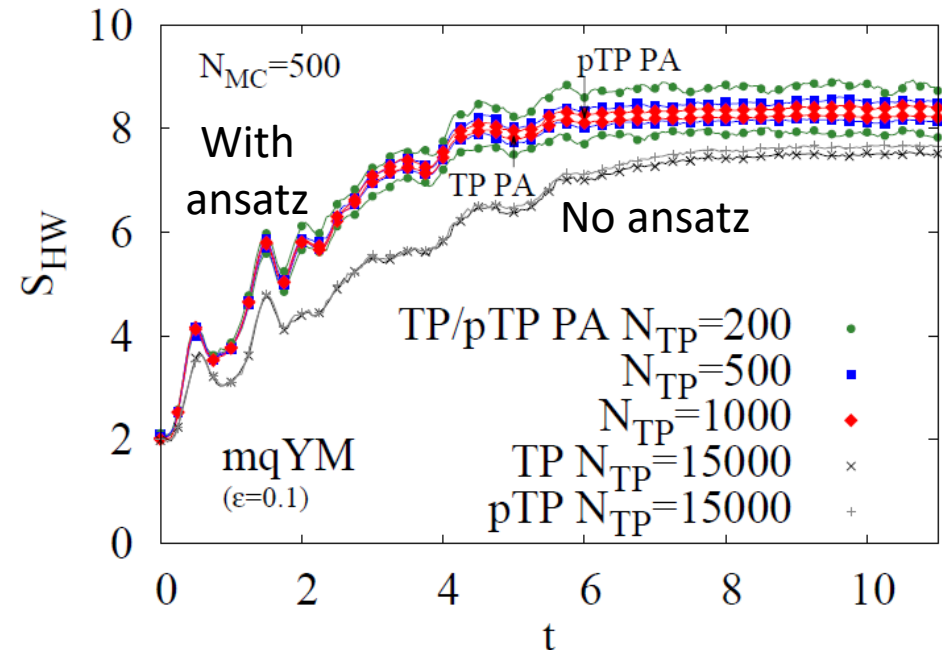 10
8
6
4
2
0
S_HW
N_MC=500
With
ansatz
pTP PA
TP PA
No ansatz
TP/pTP PA N_TP=200
N_TP=500
N_TP=1000
TP N_TP=15000
pTP N_TP=15000
mqYM
(ε=0.1)
0 2 4 6 8 10
t